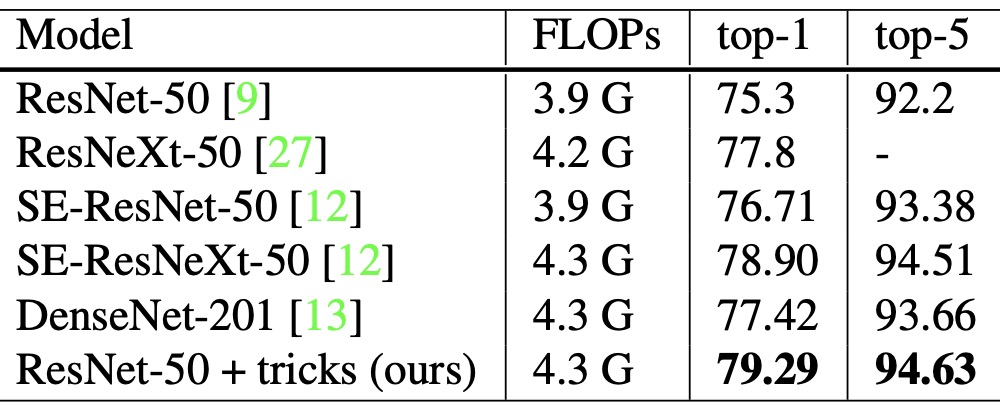 Model FLOPs top-1 top-5
ResNet-50 [9] 3.9 G 75.3 92.2
ResNeXt-50 [27] 4.2 G 77.8 -
SE-ResNet-50 [12] 3.9 G 76.71 93.38
SE-ResNeXt-50 [12] 4.3 G 78.90 94.51
DenseNet-201 [13] 4.3 G 77.42 93.66
ResNet-50 + tricks (ours) 4.3 G 79.29 94.63